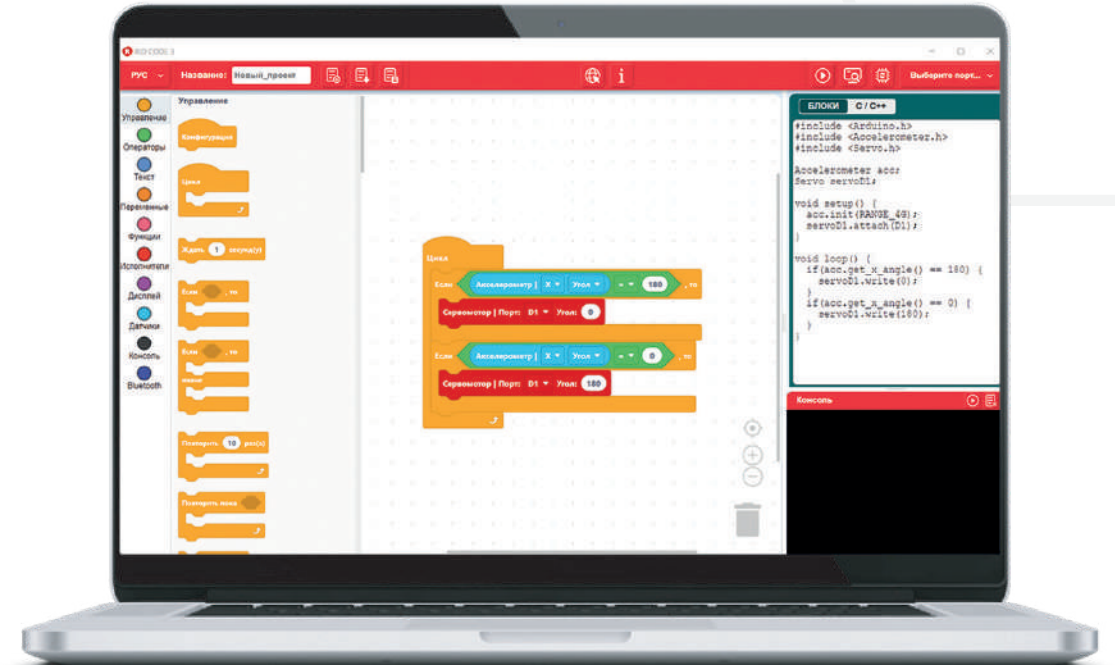 RO CODE 3
РУС
Название: Новый_проект
i
Выберите порт...
Управление
Операторы
Текст
Переменные
Функции
Исполнители
Дисплей
Датчики
Консоль
Bluetooth
Управление
Конфигурация
Цикл
Ждать 1 секунд(у)
Если , то
Если , то
иначе
Повторить 10 раз(а)
Повторять пока
Цикл
Если Акселерометр | X Угол = 180 , то
Сервомотор | Порт: D1 Угол: 0
Если Акселерометр | X Угол = 0 , то
Сервомотор | Порт: D1 Угол: 180
БЛОКИ C / C++
#include <Arduino.h>
#include <Accelerometer.h>
#include <Servo.h>
Accelerometer acc;
Servo servoD1;
void setup() {
acc.init(RANGE_4G);
servoD1.attach(D1);
}
void loop() {
if(acc.get_x_angle() == 180) {
servoD1.write(0);
}
if(acc.get_x_angle() == 0) {
servoD1.write(180);
}
}
Консоль